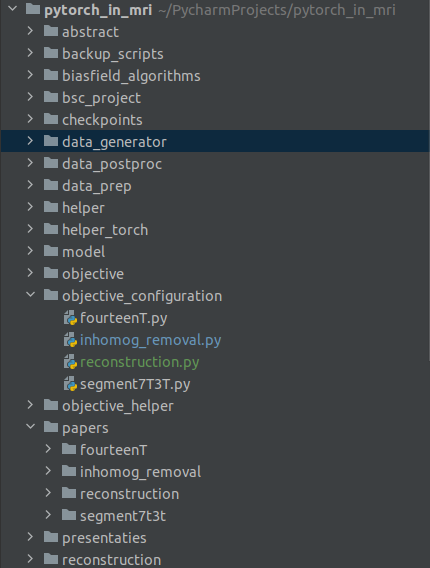 pytorch_in_mri ~/PycharmProjects/pytorch_in_mri
abstract
backup_scripts
biasfield_algorithms
bsc_project
checkpoints
data_generator
data_postproc
data_prep
helper
helper_torch
model
objective
objective_configuration
fourteenT.py
inhomog_removal.py
reconstruction.py
segment7T3T.py
objective_helper
papers
fourteenT
inhomog_removal
reconstruction
segment7t3t
presentaties
reconstruction